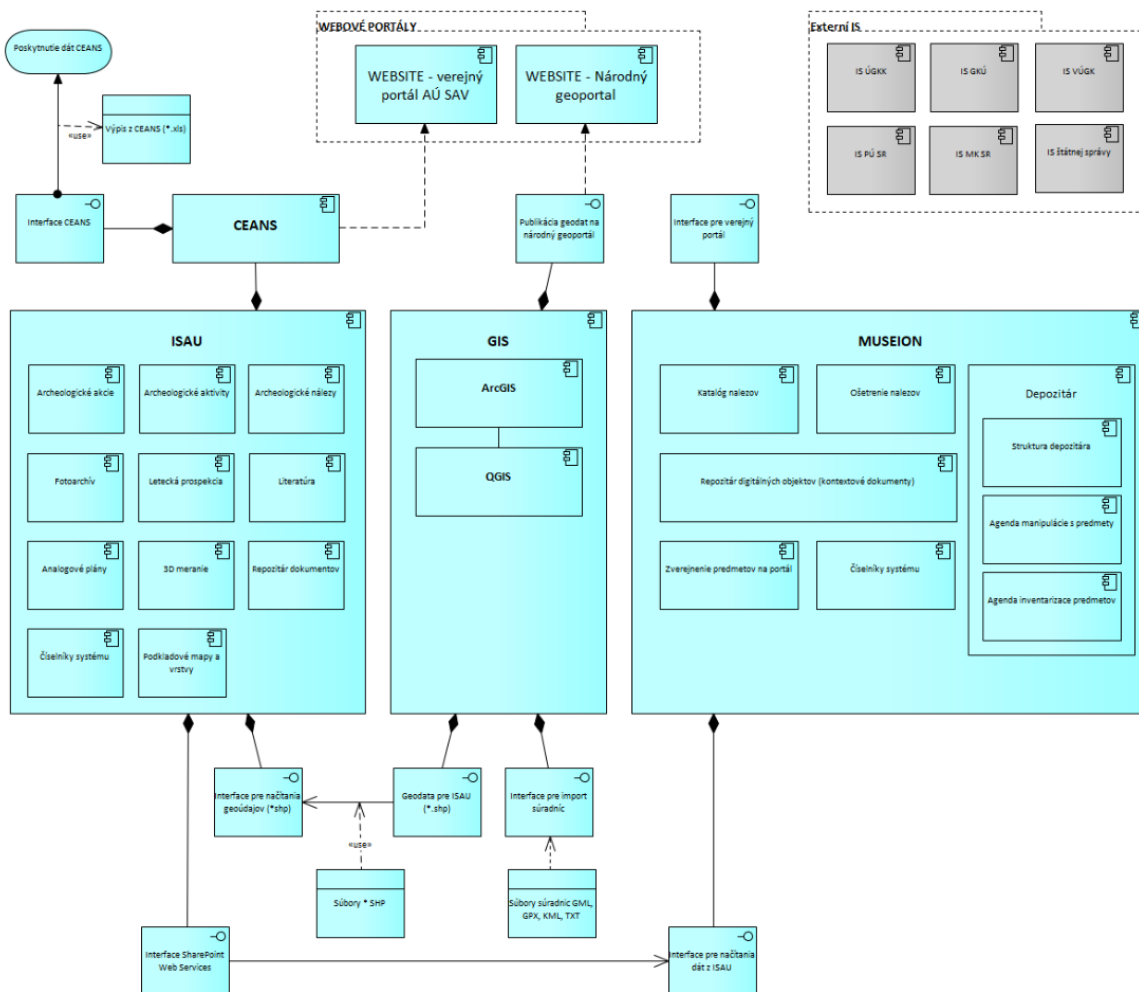 WEBOVÉ PORTÁLY
Externí IS
Poskytnutie dát CEANS
WEBSITE - verejný
portál AÚ SAV
WEBSITE - Národný
geoportal
IS ÚGKK
IS GKÚ
IS VÚGK
«use»
Výpis z CEANS (*.xls)
IS PÚ SR
IS MK SR
IS štátnej správy
Interface CEANS
CEANS
Publikácia geodat na
národný geoportál
Interface pre verejný
portál
ISAU
Archeologické akcie
Archeologické aktivity
Archeologické nálezy
Fotoarchív
Letecká prospekcia
Literatúra
Analogové plány
3D meranie
Repozitár dokumentov
Číselníky systému
Podkladové mapy a
vrstvy
GIS
ArcGIS
QGIS
MUSEION
Katalóg nalezov
Ošetrenie nalezov
Repozitár digitálnych objektov (kontextové dokumenty)
Zverejnenie predmetov na portál
Číselníky systému
Depozitár
Struktura depozitára
Agenda manipulácie s predmety
Agenda inventarizace predmetov
Interface pre načítania
geoúdajov (*shp)
Geodata pre ISAU
(*.shp)
Interface pre import
súradníc
«use»
Súbory * SHP
Súbory súradnic GML,
GPX, KML, TXT
Interface SharePoint
Web Services
Interface pre načítania
dát z ISAU